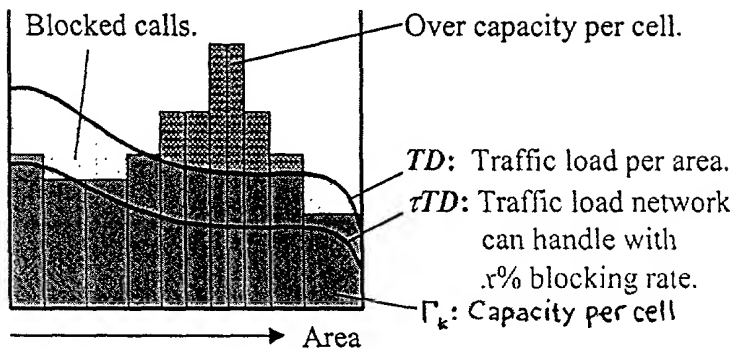 Blocked calls.
Over capacity per cell.
TD: Traffic load per area.
τTD: Traffic load network
can handle with
.r% blocking rate.
Γₖ: Capacity per cell
Area